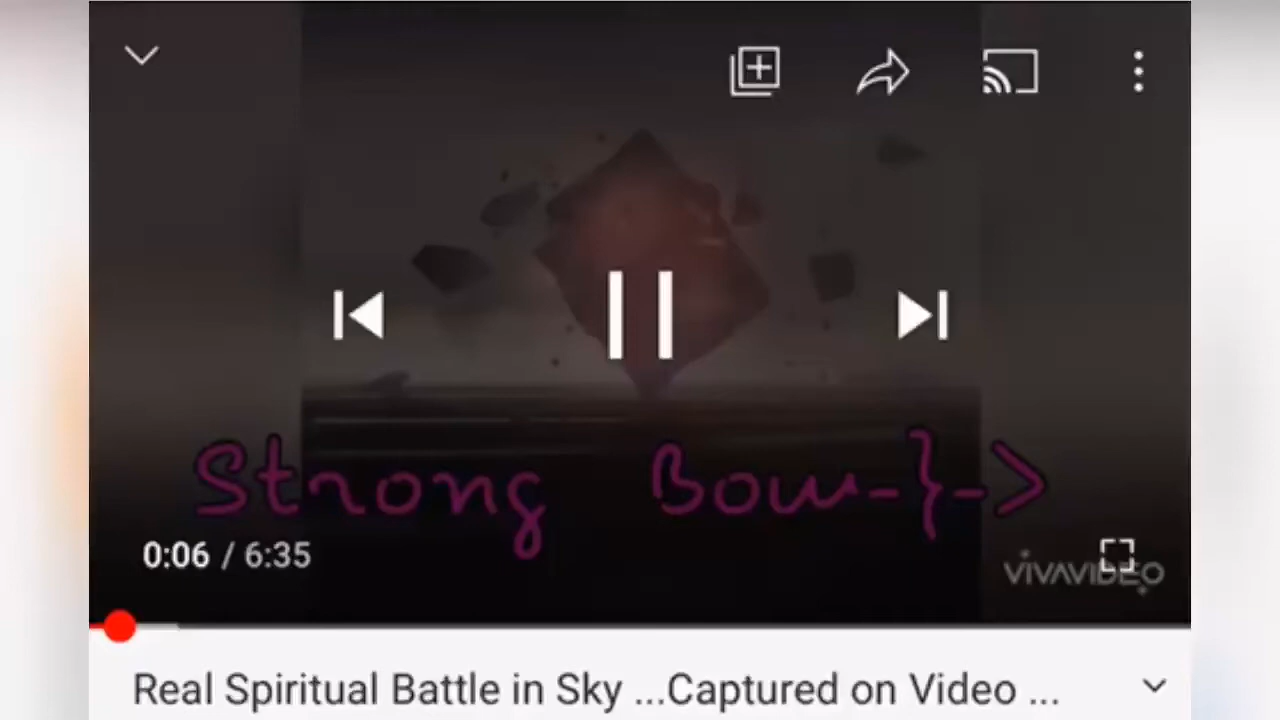 Strong Bow-}->
0:06 / 6:35
VIVAVIDEO
Real Spiritual Battle in Sky ...Captured on Video ...